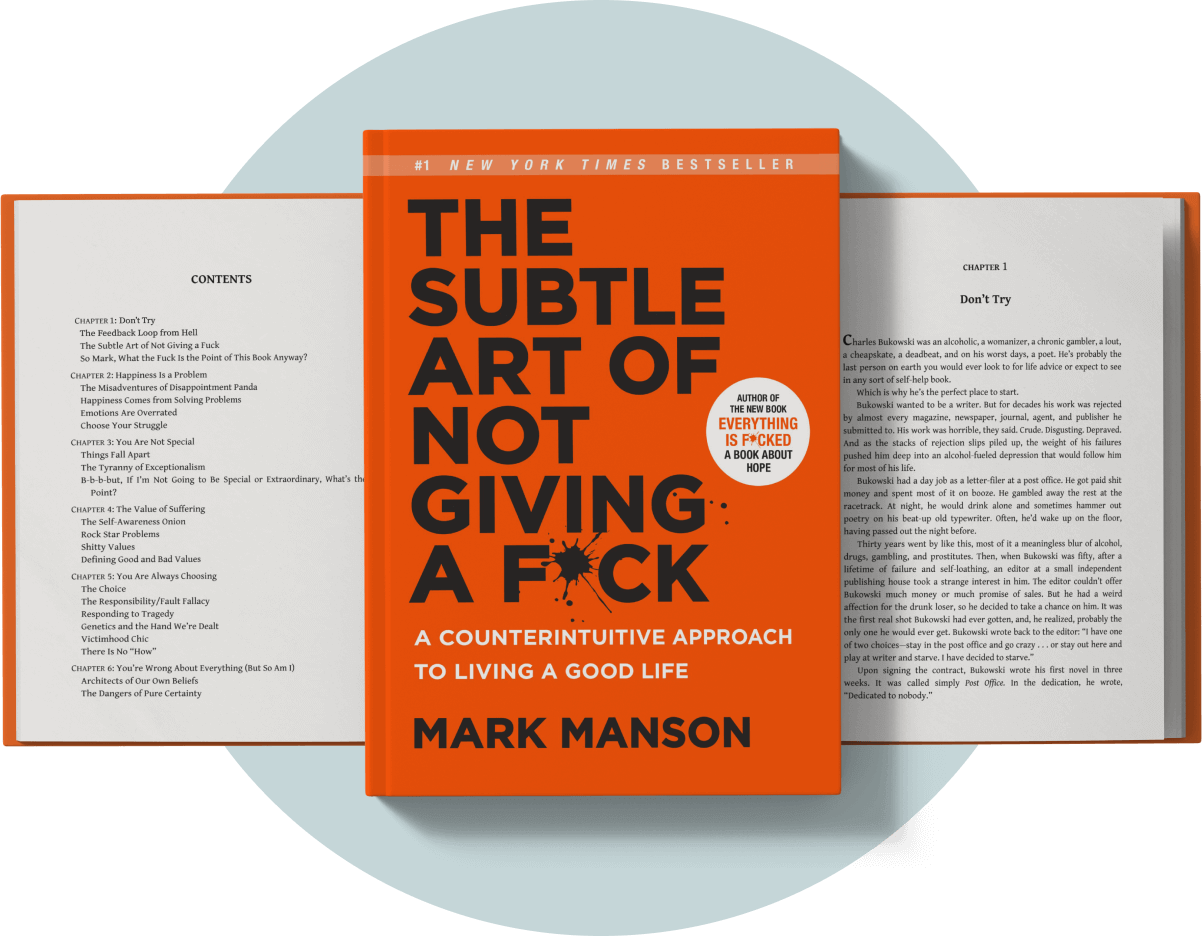 CONTENTS
CHAPTER 1: Don't Try
The Feedback Loop from Hell
The Subtle Art of Not Giving a Fuck
So Mark, What the Fuck Is the Point of This Book Anyway?
CHAPTER 2: Happiness Is a Problem
The Misadventures of Disappointment Panda
Happiness Comes from Solving Problems
Emotions Are Overrated
Choose Your Struggle
CHAPTER 3: You Are Not Special
Things Fall Apart
The Tyranny of Exceptionalism
B-b-b-but, If I'm Not Going to Be Special or Extraordinary, What's the
Point?
CHAPTER 4: The Value of Suffering
The Self-Awareness Onion
Rock Star Problems
Shitty Values
Defining Good and Bad Values
CHAPTER 5: You Are Always Choosing
The Choice
The Responsibility/Fault Fallacy
Responding to Tragedy
Genetics and the Hand We're Dealt
Victimhood Chic
There Is No "How"
CHAPTER 6: You're Wrong About Everything (But So Am I)
Architects of Our Own Beliefs
The Dangers of Pure Certainty
#1 NEW YORK TIMES BESTSELLER
THE
SUBTLE
ART OF
NOT
GIVING
A F*CK
AUTHOR OF
THE NEW BOOK
EVERYTHING
IS F*CKED
A BOOK ABOUT
HOPE
A COUNTERINTUITIVE APPROACH
TO LIVING A GOOD LIFE
MARK MANSON
CHAPTER 1
Don't Try
Charles Bukowski was an alcoholic, a womanizer, a chronic gambler, a lout,
a cheapskate, a deadbeat, and on his worst days, a poet. He's probably the
last person on earth you would ever look to for life advice or expect to see
in any sort of self-help book.
Which is why he's the perfect place to start.
Bukowski wanted to be a writer. But for decades his work was rejected
by almost every magazine, newspaper, journal, agent, and publisher he
submitted to. His work was horrible, they said. Crude. Disgusting. Depraved.
And as the stacks of rejection slips piled up, the weight of his failures
pushed him deep into an alcohol-fueled depression that would follow him
for most of his life.
Bukowski had a day job as a letter-filer at a post office. He got paid shit
money and spent most of it on booze. He gambled away the rest at the
racetrack. At night, he would drink alone and sometimes hammer out
poetry on his beat-up old typewriter. Often, he'd wake up on the floor,
having passed out the night before.
Thirty years went by like this, most of it a meaningless blur of alcohol,
drugs, gambling, and prostitutes. Then, when Bukowski was fifty, after a
lifetime of failure and self-loathing, an editor at a small independent
publishing house took a strange interest in him. The editor couldn't offer
Bukowski much money or much promise of sales. But he had a weird
affection for the drunk loser, so he decided to take a chance on him. It was
the first real shot Bukowski had ever gotten, and, he realized, probably the
only one he would ever get. Bukowski wrote back to the editor: "I have one
of two choices—stay in the post office and go crazy . . . or stay out here and
play at writer and starve. I have decided to starve."
Upon signing the contract, Bukowski wrote his first novel in three
weeks. It was called simply Post Office. In the dedication, he wrote,
"Dedicated to nobody."